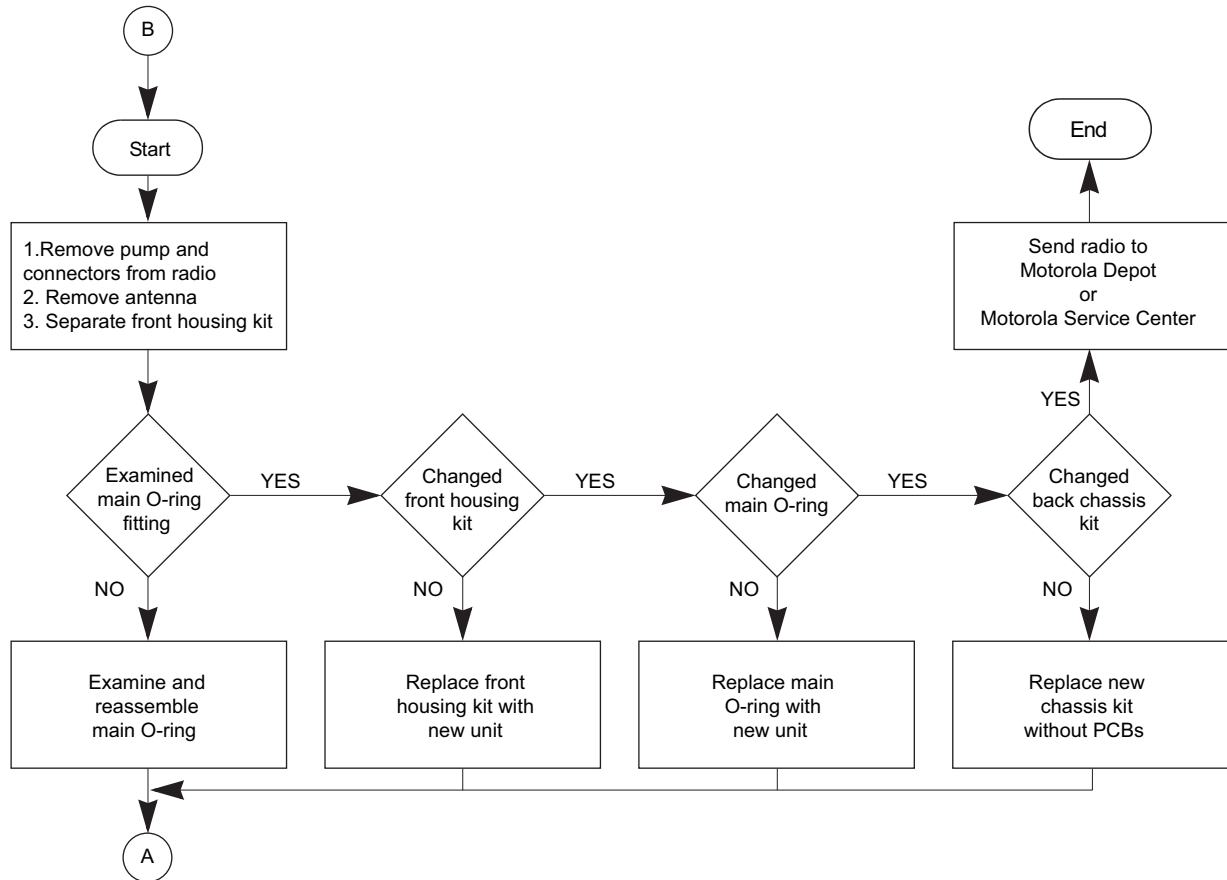 B
Start
1.Remove pump and
connectors from radio
2. Remove antenna
3. Separate front housing kit
End
Send radio to
Motorola Depot
or
Motorola Service Center
YES
Examined
main O-ring
fitting
YES
Changed
front housing
kit
YES
Changed
main O-ring
YES
Changed
back chassis
kit
NO
NO
NO
NO
Examine and
reassemble
main O-ring
Replace front
housing kit with
new unit
Replace main
O-ring with
new unit
Replace new
chassis kit
without PCBs
A